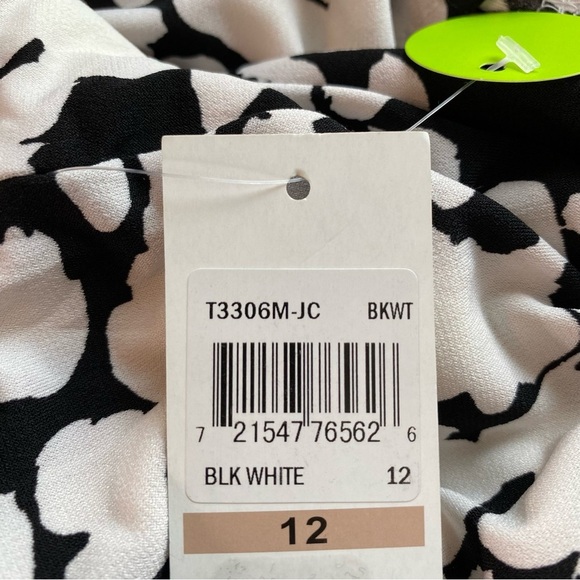 T3306M-JC BKWT
7 21547 76562 6
BLK WHITE 12
12